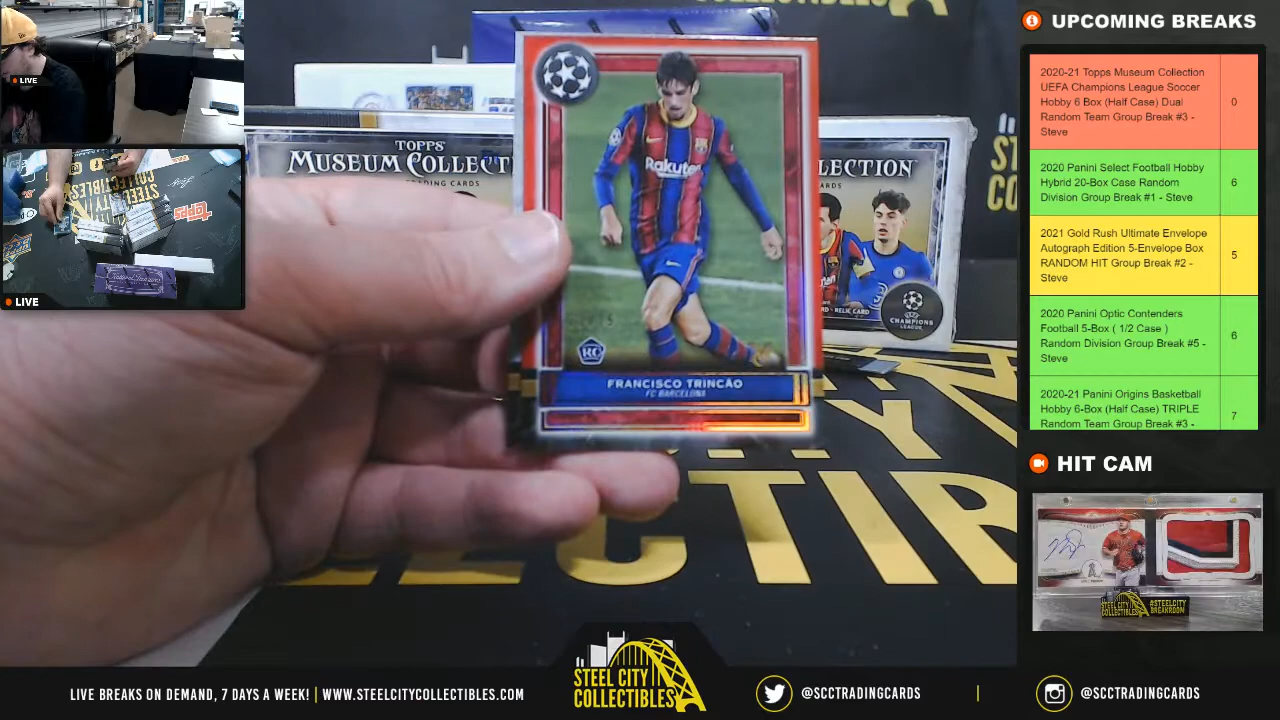 LIVE
LIVE
TOPPS
MUSEUM COLLECT
TRADING CARDS
LECTION
CHAMPIONS
LEAGUE
Rakuten
RC
FRANCISCO TRINCÃO
FC BARCELONA
UPCOMING BREAKS
2020-21 Topps Museum Collection
UEFA Champions League Soccer
Hobby 6 Box (Half Case) Dual
Random Team Group Break #3 -
Steve
0
2020 Panini Select Football Hobby
Hybrid 20-Box Case Random
Division Group Break #1 - Steve
6
2021 Gold Rush Ultimate Envelope
Autograph Edition 5-Envelope Box
RANDOM HIT Group Break #2 -
Steve
5
2020 Panini Optic Contenders
Football 5-Box ( 1/2 Case )
Random Division Group Break #5 -
Steve
6
2020-21 Panini Origins Basketball
Hobby 6-Box (Half Case) TRIPLE
Random Team Group Break #3 -
7
HIT CAM
STEEL CITY
COLLECTIBLES
#STEELCITY
BREAKROOM
LIVE BREAKS ON DEMAND, 7 DAYS A WEEK! | WWW.STEELCITYCOLLECTIBLES.COM
STEEL CITY
COLLECTIBLES
@SCCTRADINGCARDS
@SCCTRADINGCARDS